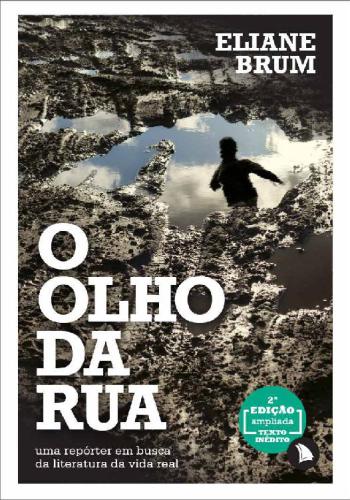 ELIANE
BRUM
O
OLHO
DA
RUA
uma repórter em busca
da literatura da vida real
2ª
EDIÇÃO
ampliada
TEXTO
INÉDITO